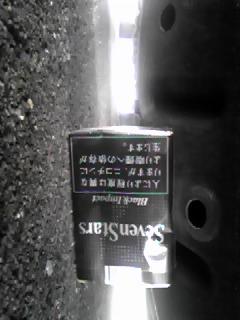 人により程度は異な
りますが、ニコチンに
より喫煙への依存が
生じます。
Black Impact
SevenStars